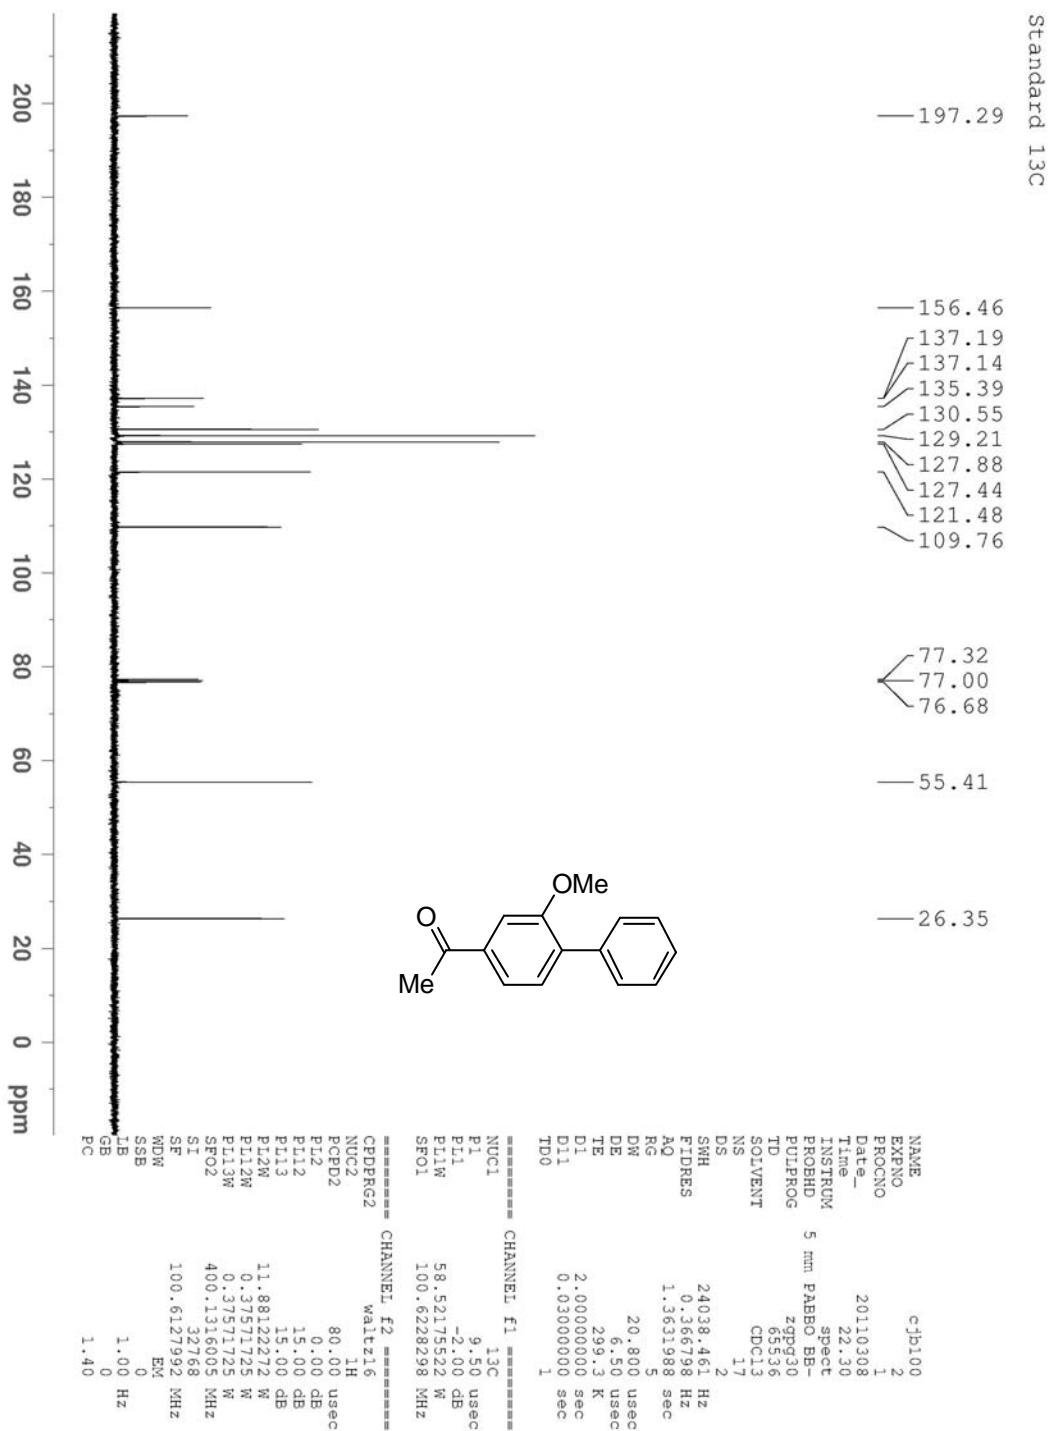 Standard 13C
197.29
156.46
137.19
137.14
135.39
130.55
129.21
127.88
127.44
121.48
109.76
77.32
77.00
76.68
55.41
26.35
200 180 160 140 120 100 80 60 40 20 0 ppm
OMe
O
Me
NAME cjb100
EXPNO 2
PROCNO 1
Date_ 20110308
Time 22.30
INSTRUM spect
PROBHD 5 mm PABBO BB-
PULPROG zgpg30
TD 65536
SOLVENT CDCl3
NS 17
DS 2
SWH 24038.461 Hz
FIDRES 0.366798 Hz
AQ 1.3631988 sec
RG 5
DW 20.800 usec
DE 6.50 usec
TE 299.3 K
D1 2.00000000 sec
D11 0.03000000 sec
TD0 1
======== CHANNEL f1 ========
NUC1 13C
P1 9.50 usec
PL1 -2.00 dB
PL1W 58.52175522 W
SFO1 100.6228298 MHz
======== CHANNEL f2 ========
CPDPRG2 waltz16
NUC2 1H
PCPD2 80.00 usec
PL2 0.00 dB
PL12 15.00 dB
PL13 15.00 dB
PL2W 11.88122272 W
PL12W 0.37571725 W
PL13W 0.37571725 W
SFO2 400.1316005 MHz
SI 32768
SF 100.6127992 MHz
WDW EM
SSB 0
LB 1.00 Hz
GB 0
PC 1.40